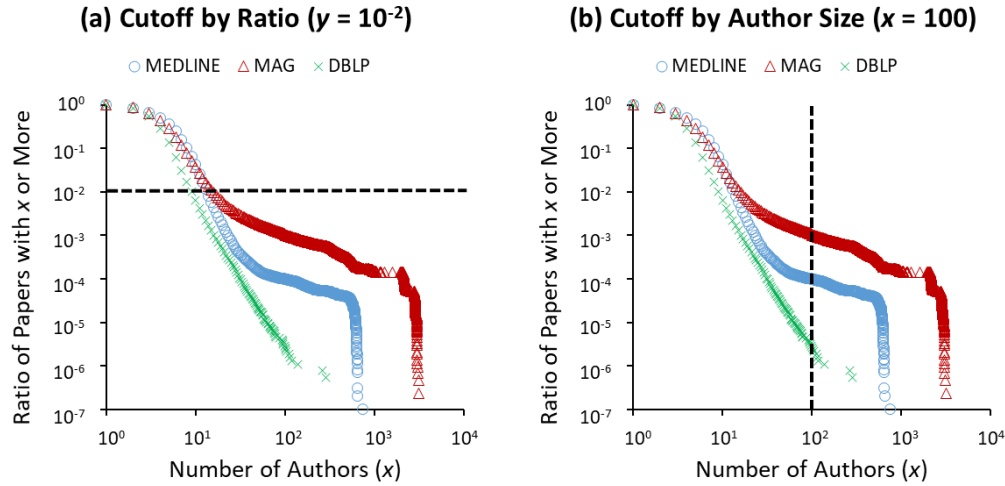 (a) Cutoff by Ratio (y = 10⁻²)
○ MEDLINE △ MAG × DBLP
Ratio of Papers with x or More
10⁰
10⁻¹
10⁻²
10⁻³
10⁻⁴
10⁻⁵
10⁻⁶
10⁻⁷
10⁰ 10¹ 10² 10³ 10⁴
Number of Authors (x)
(b) Cutoff by Author Size (x = 100)
○ MEDLINE △ MAG × DBLP
Ratio of Papers with x or More
10⁰
10⁻¹
10⁻²
10⁻³
10⁻⁴
10⁻⁵
10⁻⁶
10⁻⁷
10⁰ 10¹ 10² 10³ 10⁴
Number of Authors (x)